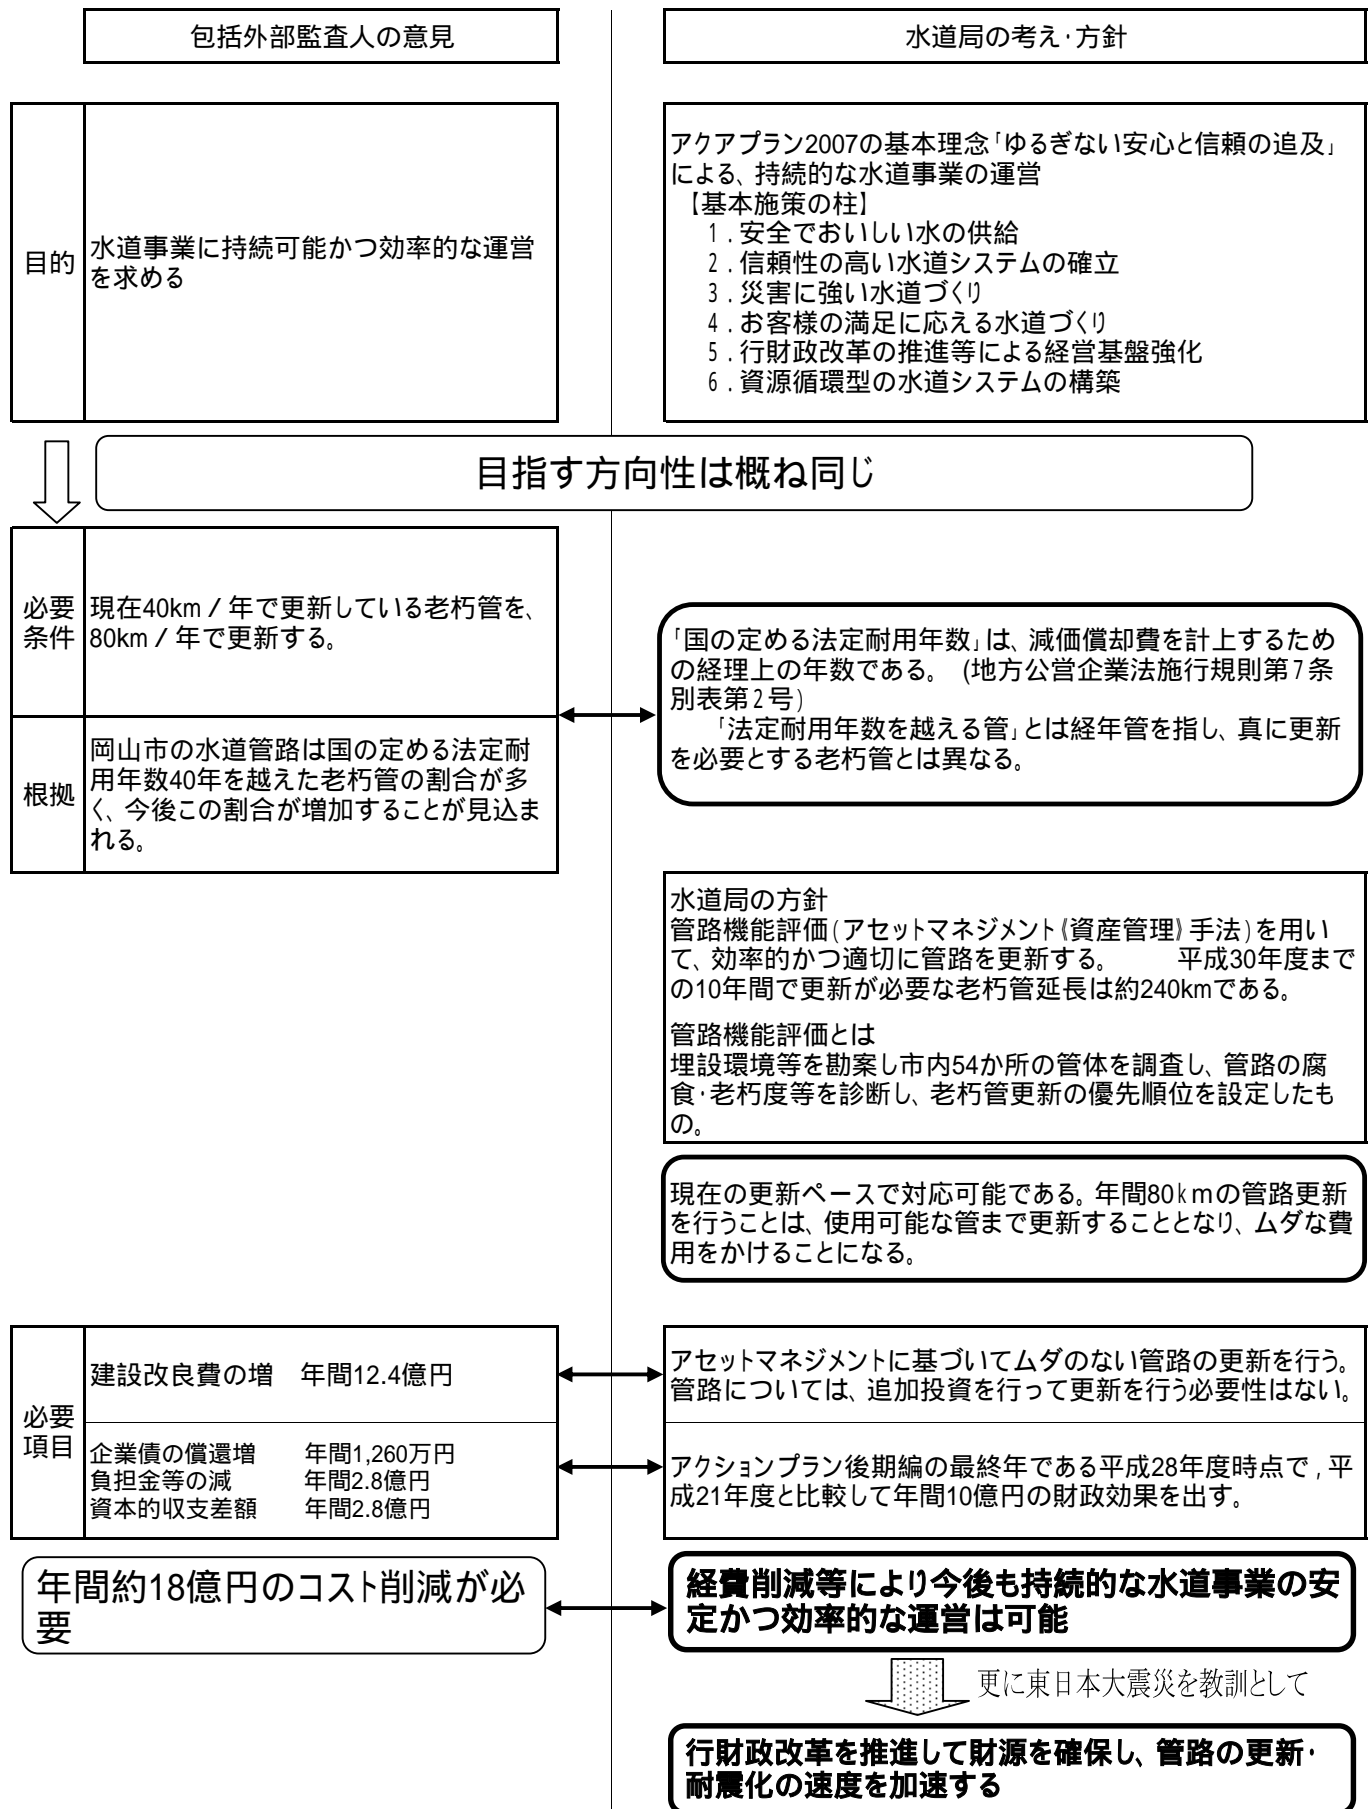 包括外部監査人の意見
水道局の考え・方針
目的
水道事業に持続可能かつ効率的な運営
を求める
アクアプラン2007の基本理念「ゆるぎない安心と信頼の追及」
による、持続的な水道事業の運営
【基本施策の柱】
1．安全でおいしい水の供給
2．信頼性の高い水道システムの確立
3．災害に強い水道づくり
4．お客様の満足に応える水道づくり
5．行財政改革の推進等による経営基盤強化
6．資源循環型の水道システムの構築
目指す方向性は概ね同じ
必要
条件
現在40km／年で更新している老朽管を、
80km／年で更新する。
根拠
岡山市の水道管路は国の定める法定耐
用年数40年を越えた老朽管の割合が多
く、今後この割合が増加することが見込ま
れる。
「国の定める法定耐用年数」は、減価償却費を計上するため
の経理上の年数である。 (地方公営企業法施行規則第7条
別表第2号)
「法定耐用年数を越える管」とは経年管を指し、真に更新
を必要とする老朽管とは異なる。
水道局の方針
管路機能評価(アセットマネジメント《資産管理》手法)を用い
て、効率的かつ適切に管路を更新する。 平成30年度まで
の10年間で更新が必要な老朽管延長は約240kmである。
管路機能評価とは
埋設環境等を勘案し市内54か所の管体を調査し、管路の腐
食・老朽度等を診断し、老朽管更新の優先順位を設定したも
の。
現在の更新ペースで対応可能である。年間80kmの管路更新
を行うことは、使用可能な管まで更新することとなり、ムダな費
用をかけることになる。
必要
項目
建設改良費の増 年間12.4億円
企業債の償還増 年間1,260万円
負担金等の減 年間2.8億円
資本的収支差額 年間2.8億円
アセットマネジメントに基づいてムダのない管路の更新を行う。
管路については、追加投資を行って更新を行う必要性はない。
アクションプラン後期編の最終年である平成28年度時点で,平
成21年度と比較して年間10億円の財政効果を出す。
年間約18億円のコスト削減が必
要
経費削減等により今後も持続的な水道事業の安
定かつ効率的な運営は可能
更に東日本大震災を教訓として
行財政改革を推進して財源を確保し、管路の更新・
耐震化の速度を加速する